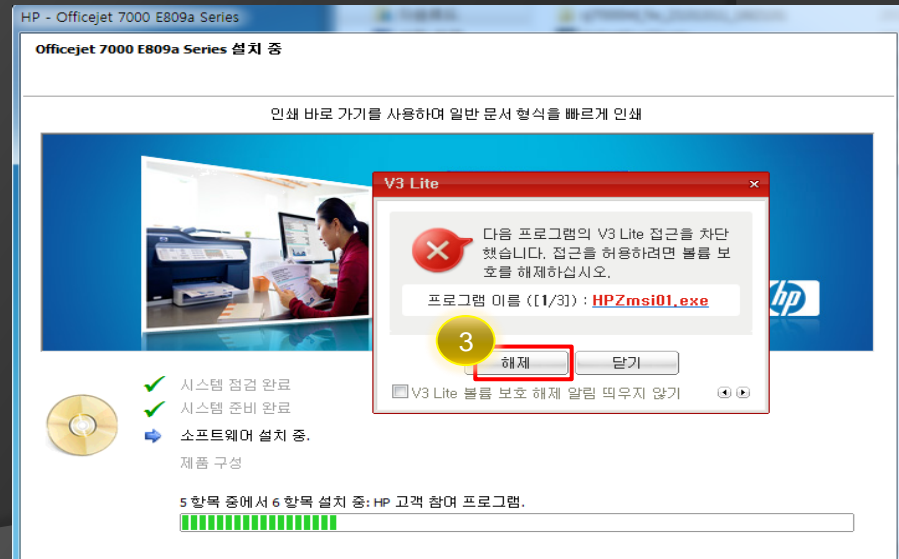 HP - Officejet 7000 E809a Series
Officejet 7000 E809a Series 설치 중
인쇄 바로 가기를 사용하여 일반 문서 형식을 빠르게 인쇄
V3 Lite
다음 프로그램의 V3 Lite 접근을 차단
했습니다. 접근을 허용하려면 볼륨 보
호를 해제하십시오.
프로그램 이름 ([1/3]) : HPZmsi01.exe
hp
3
해제
닫기
V3 Lite 볼륨 보호 해제 알림 띄우지 않기
시스템 점검 완료
시스템 준비 완료
소프트웨어 설치 중.
제품 구성
5 항목 중에서 6 항목 설치 중: HP 고객 참여 프로그램.